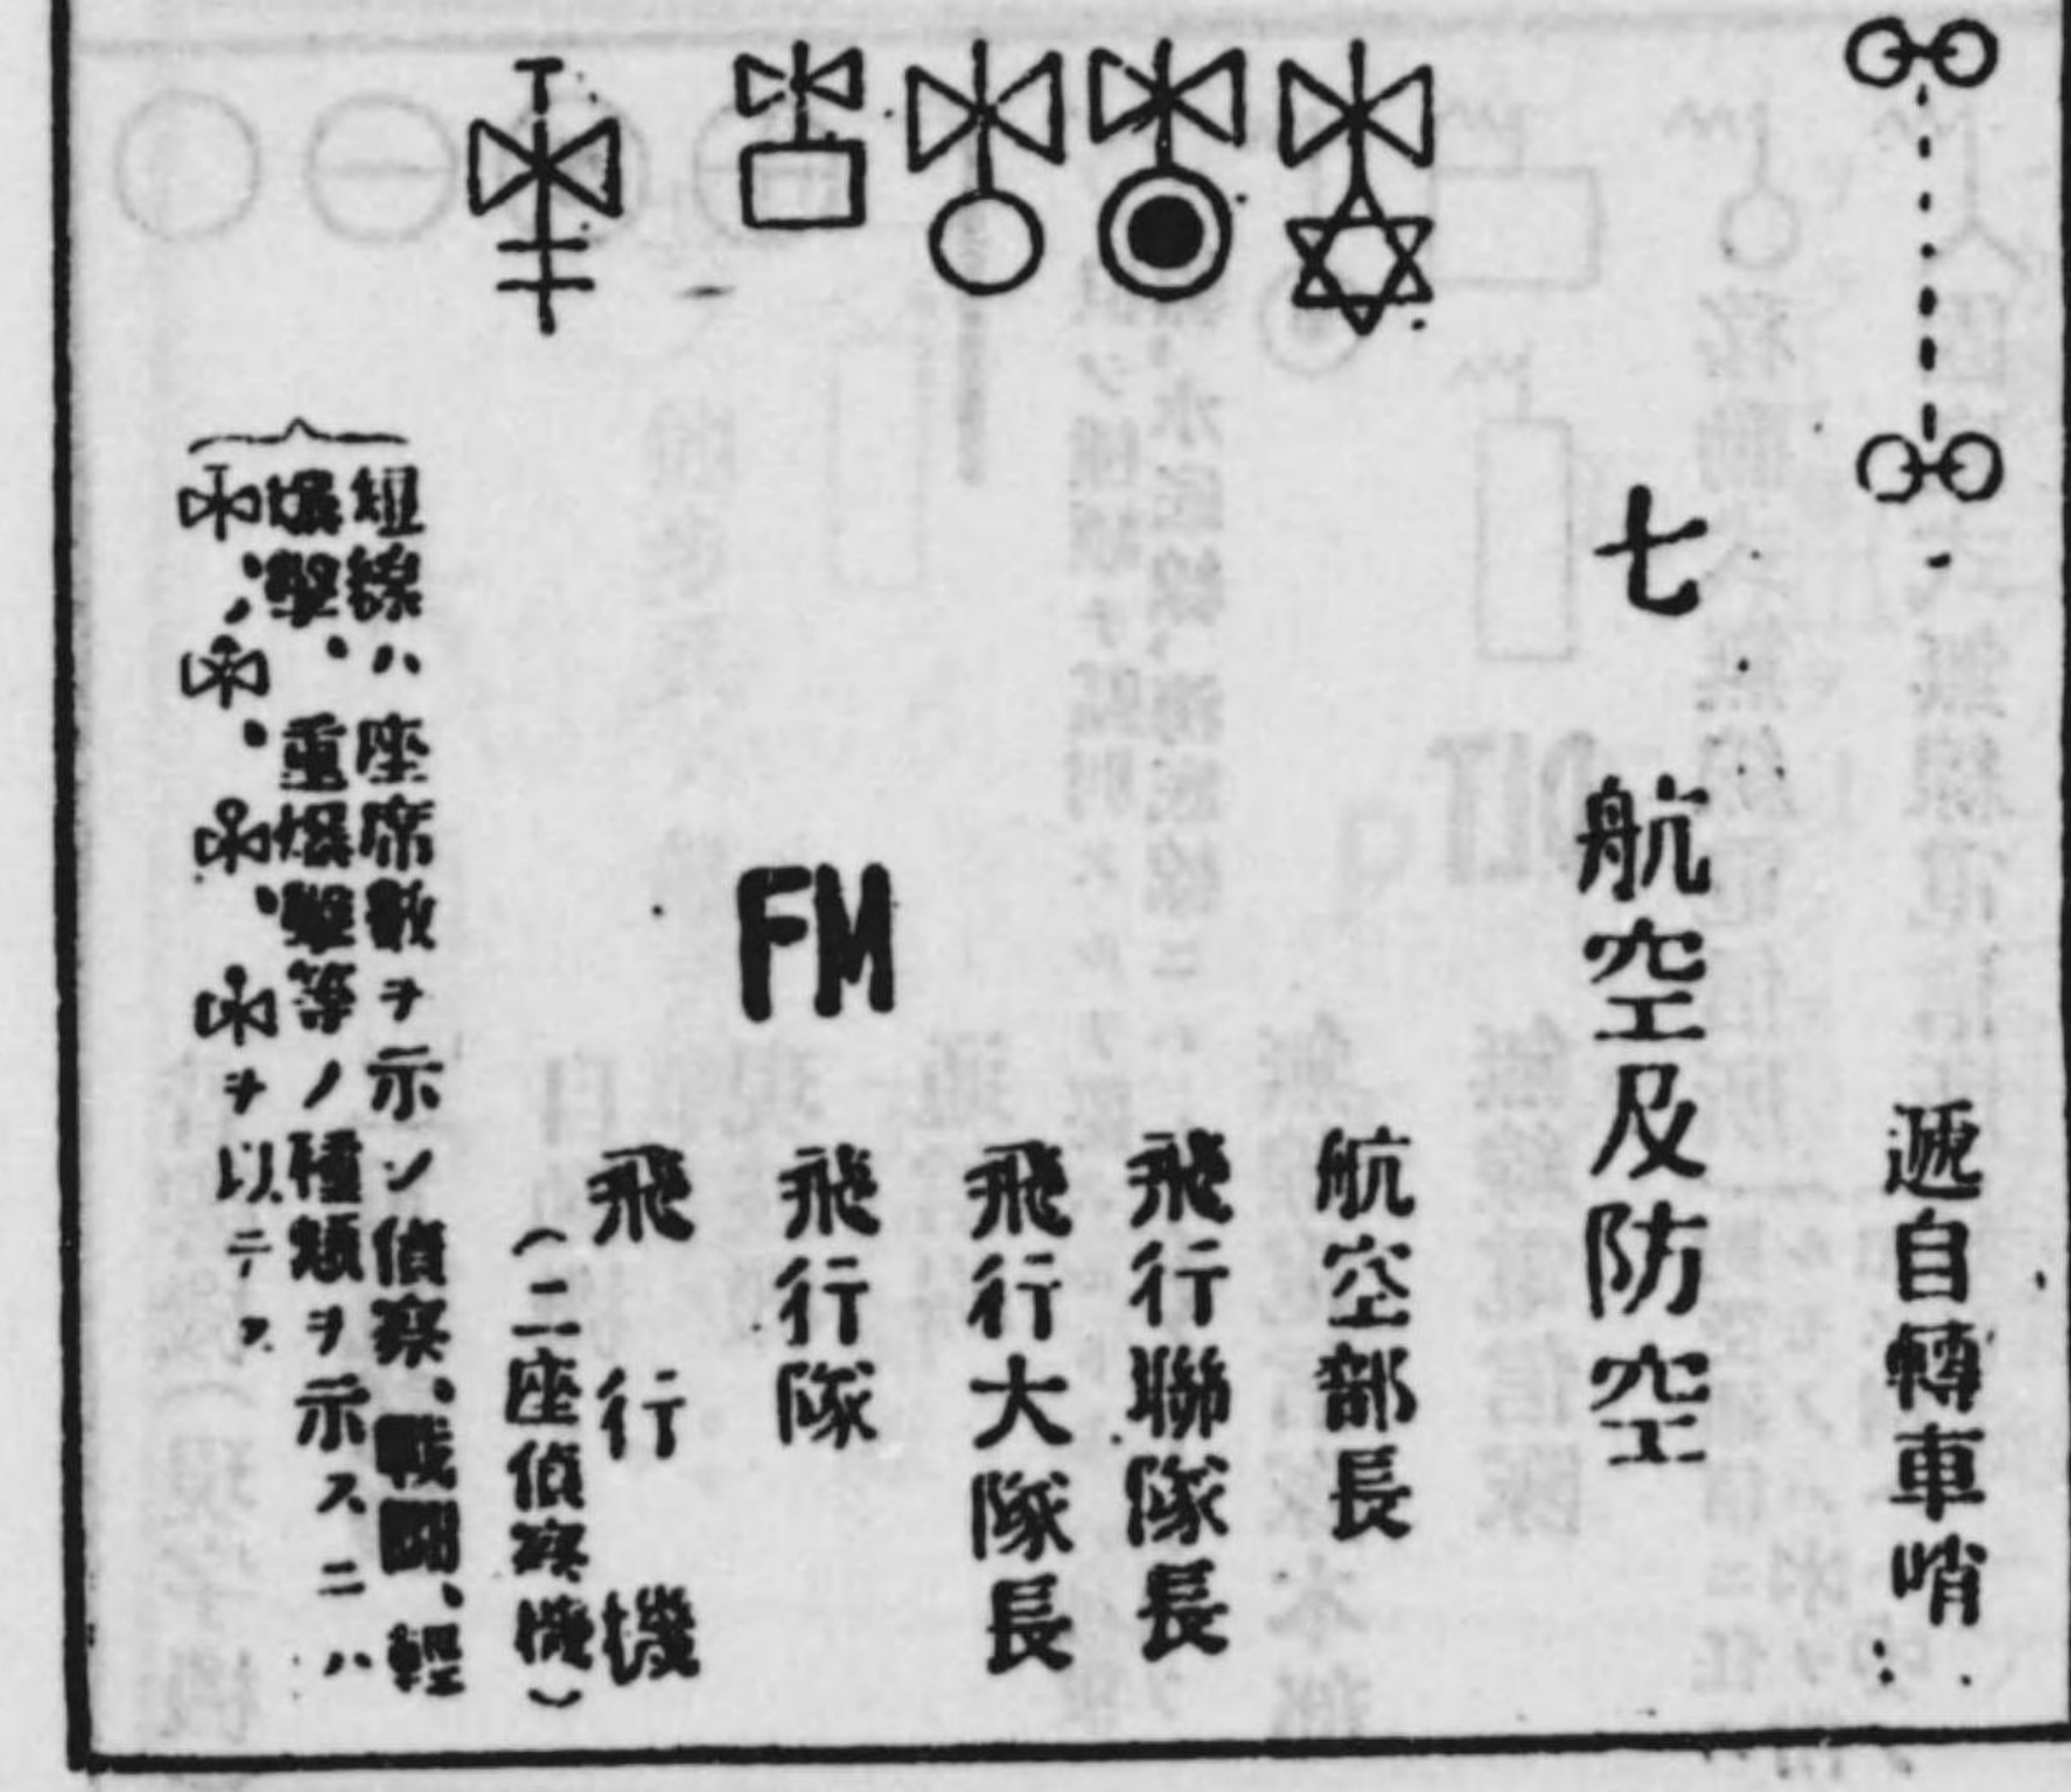 遞自轉車哨
七 航空及防空
航空部長
飛行聯隊長
飛行大隊長
FM 飛行隊
飛行機
(二座偵察機)
短線ハ座席數ヲ示シ偵察、戰鬪、輕
爆擊、重爆擊等ノ種類ヲ示スニハ
、、、ヲ以テス